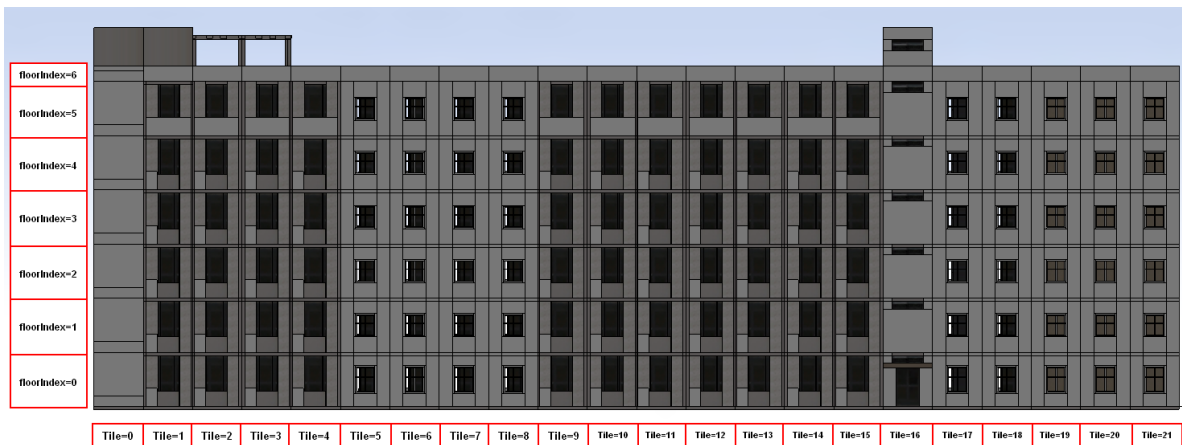 floorIndex=6
floorIndex=5
floorIndex=4
floorIndex=3
floorIndex=2
floorIndex=1
floorIndex=0
Tile=0 Tile=1 Tile=2 Tile=3 Tile=4 Tile=5 Tile=6 Tile=7 Tile=8 Tile=9 Tile=10 Tile=11 Tile=12 Tile=13 Tile=14 Tile=15 Tile=16 Tile=17 Tile=18 Tile=19 Tile=20 Tile=21